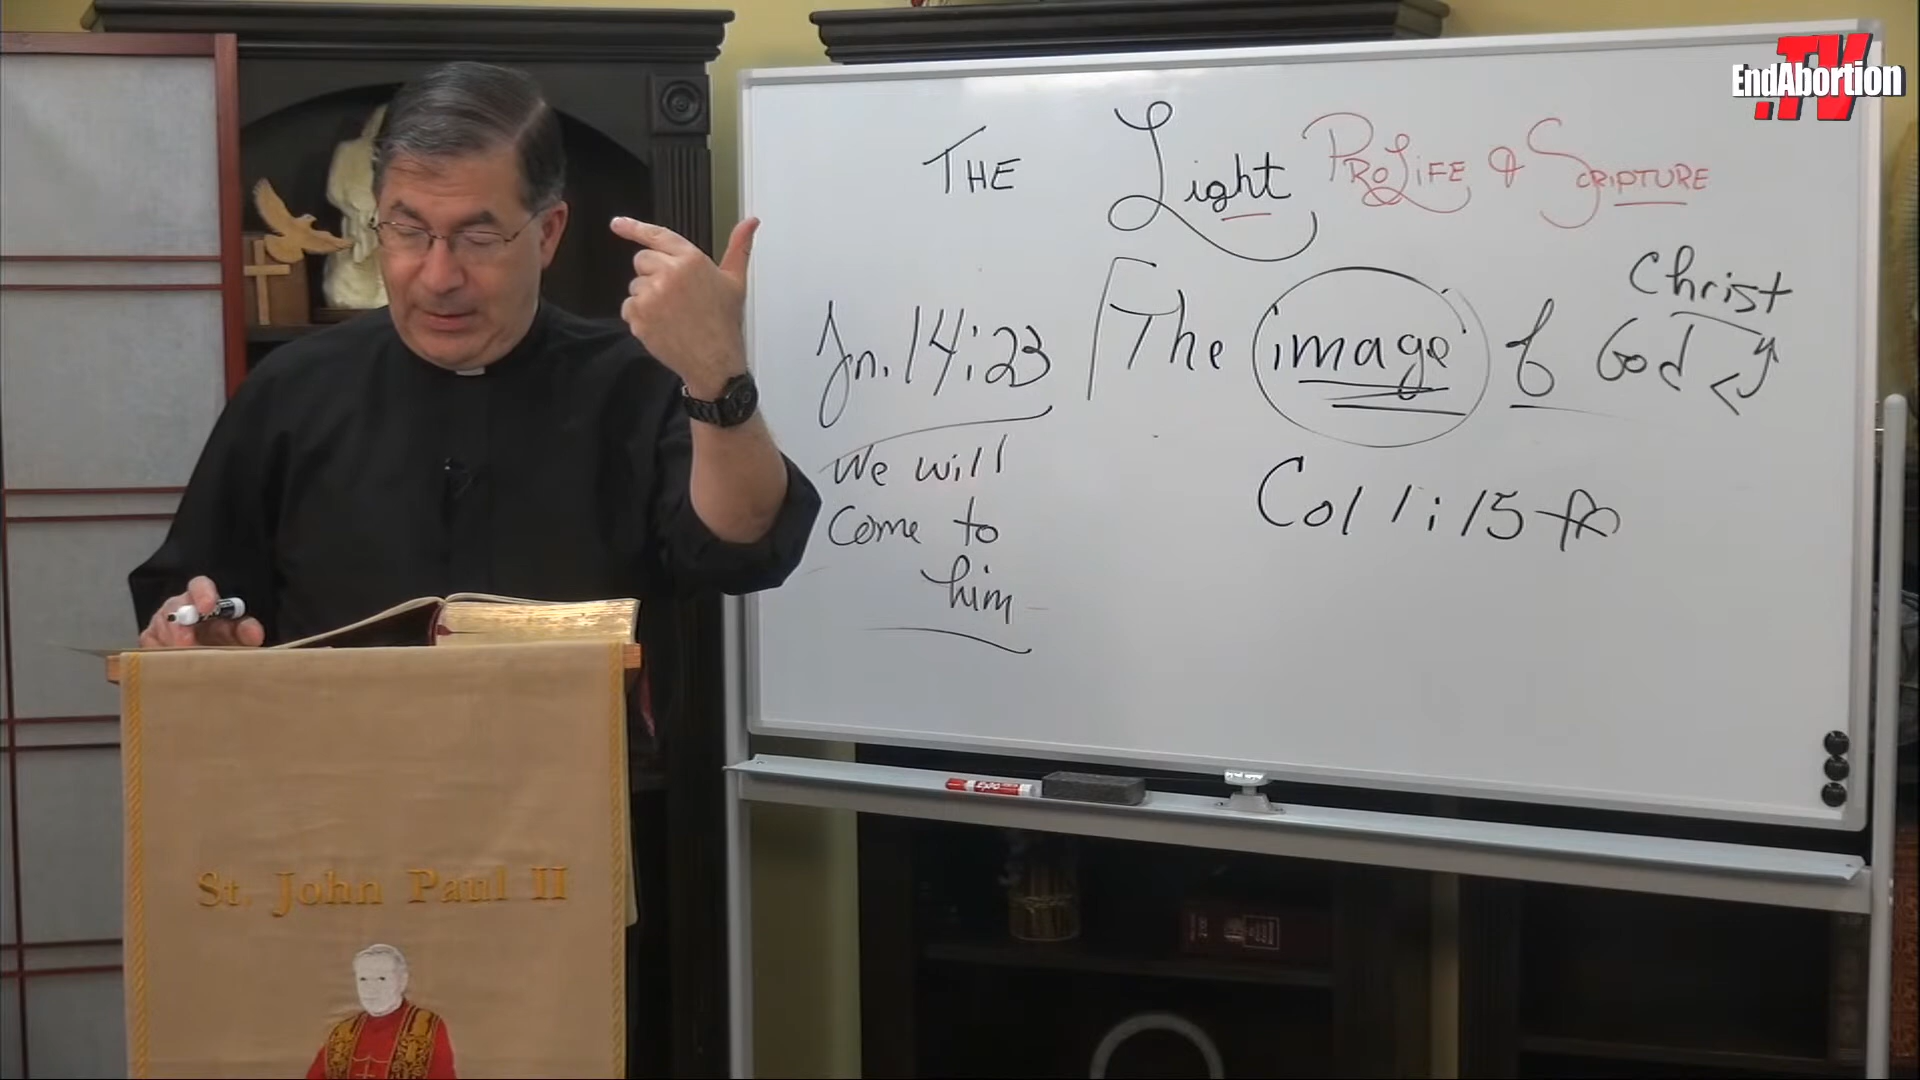 EndAbortion
.TV
THE Light PROLIFE & SCRIPTURE
Christ
Jn. 14:23 The image of God
We will
Come to
him
Col 1:15 ff
EXPO
St. John Paul II